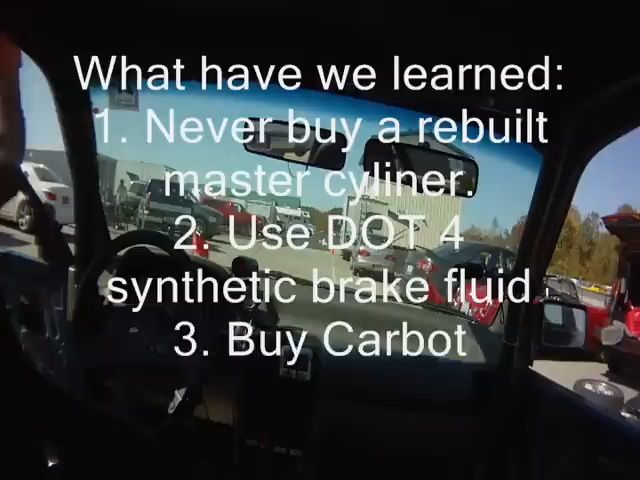 What have we learned:
1. Never buy a rebuilt
master cyliner
2. Use DOT 4
synthetic brake fluid
3. Buy Carbot